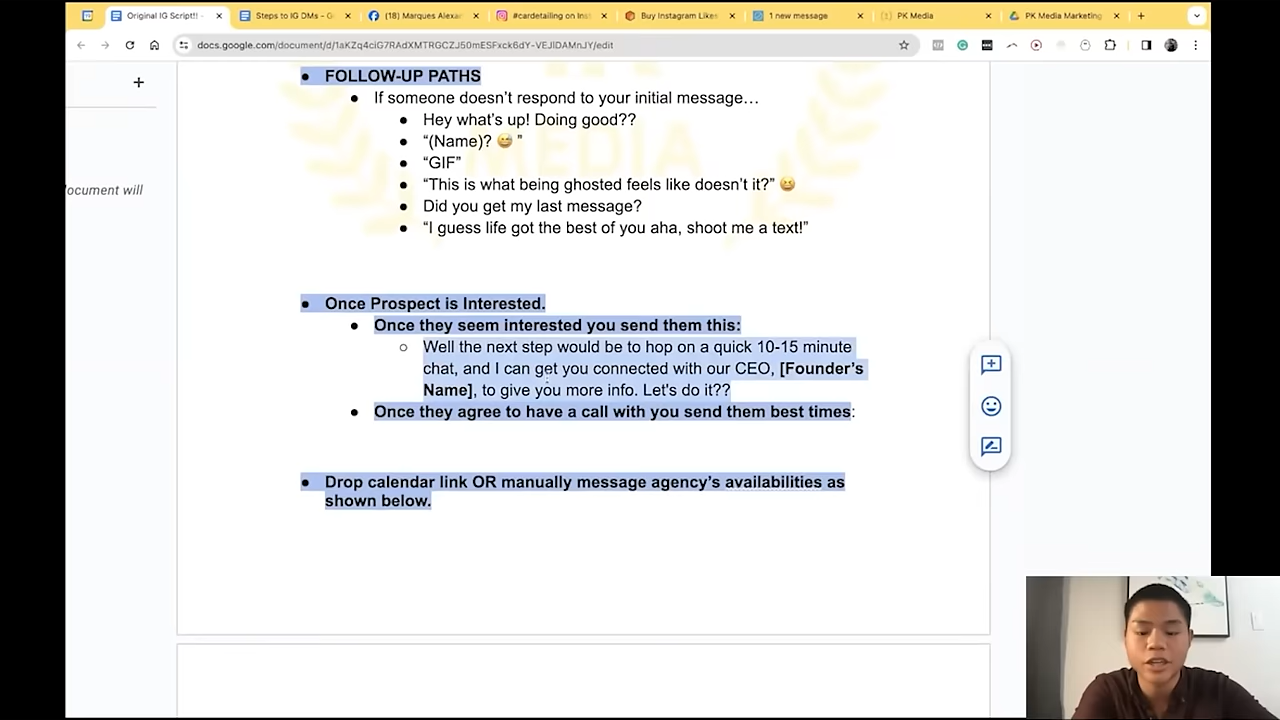 Original IG Script!! -
Steps to IG DMs – G
(18) Marques Alexan
#cardetailing on Inst
Buy Instagram Likes
1 new message
PK Media
PK Media Marketing
docs.google.com/document/d/1aKZq4ciG7RAdXMTRGCZJ50mESFxck6dY-VEJlDAMnJY/edit
● FOLLOW-UP PATHS
● If someone doesn’t respond to your initial message…
● Hey what’s up! Doing good??
● “(Name)? 😅 ”
● “GIF”
MEDIA
ocument will
● “This is what being ghosted feels like doesn’t it?” 😆
● Did you get my last message?
● “I guess life got the best of you aha, shoot me a text!”
● Once Prospect is Interested.
● Once they seem interested you send them this:
○ Well the next step would be to hop on a quick 10-15 minute
chat, and I can get you connected with our CEO, [Founder’s
Name], to give you more info. Let's do it??
● Once they agree to have a call with you send them best times:
● Drop calendar link OR manually message agency’s availabilities as
shown below.